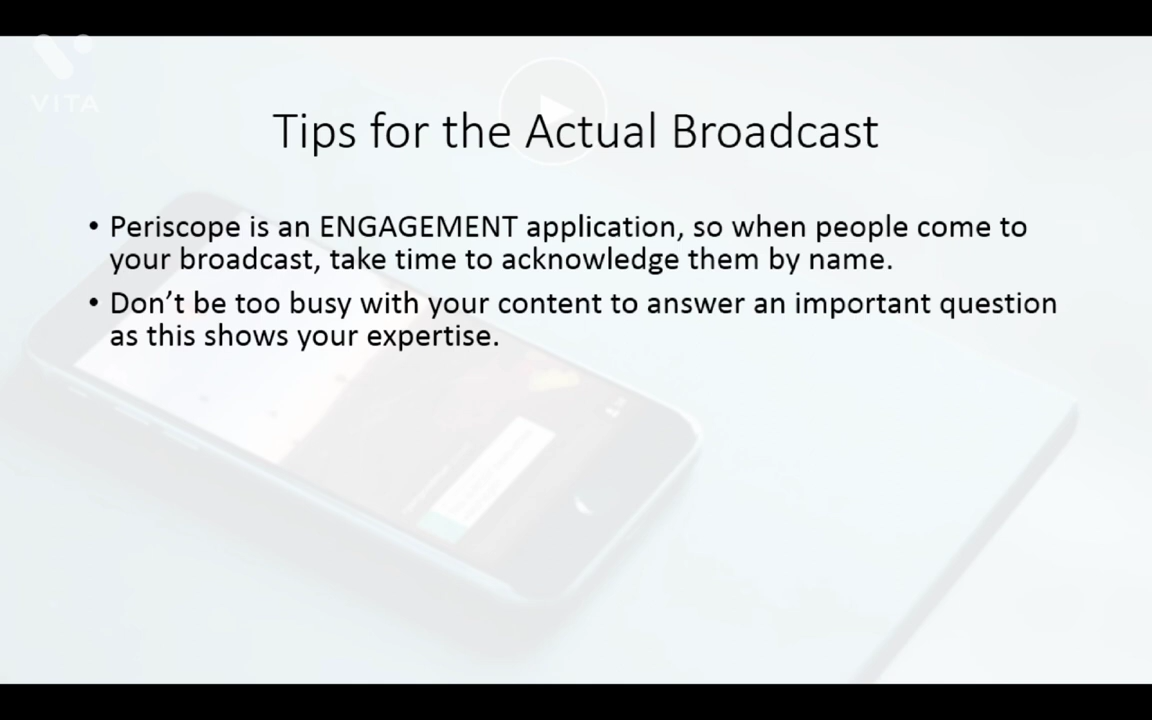 VITA
Tips for the Actual Broadcast
• Periscope is an ENGAGEMENT application, so when people come to
your broadcast, take time to acknowledge them by name.
• Don’t be too busy with your content to answer an important question
as this shows your expertise.